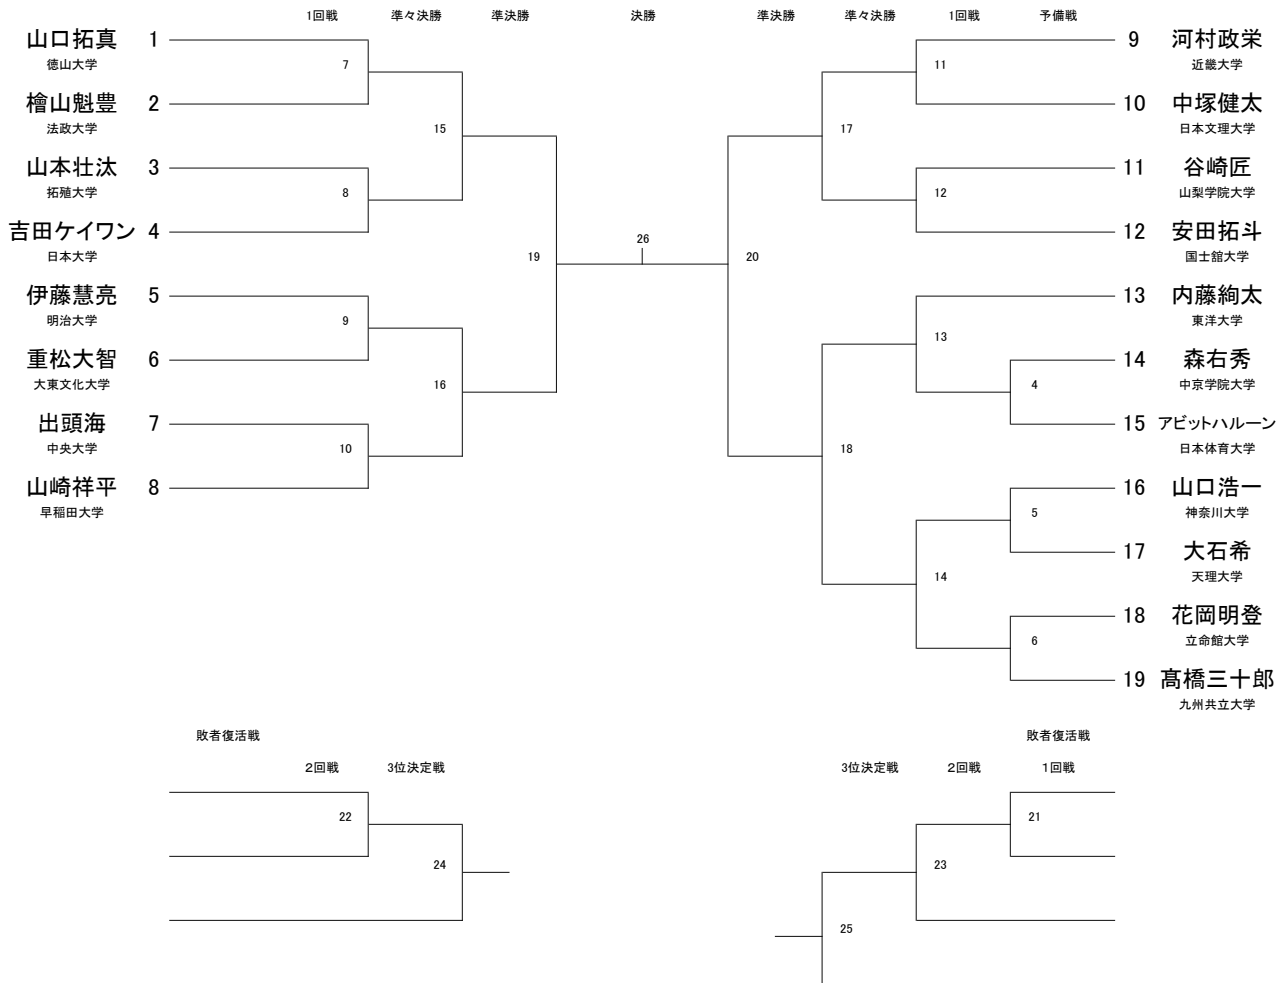 1回戦 準々決勝 準決勝 決勝 準決勝 準々決勝 1回戦 予備戦
山口拓真 1
徳山大学
檜山魁豊 2
法政大学
山本壮汰 3
拓殖大学
吉田ケイワン 4
日本大学
伊藤慧亮 5
明治大学
重松大智 6
大東文化大学
出頭海 7
中央大学
山崎祥平 8
早稲田大学
7
8
9
10
15
16
19
26
20
17
18
11
12
13
14
4
5
6
9 河村政栄
近畿大学
10 中塚健太
日本文理大学
11 谷崎匠
山梨学院大学
12 安田拓斗
国士舘大学
13 内藤絢太
東洋大学
14 森右秀
中京学院大学
15 アビットハルーン
日本体育大学
16 山口浩一
神奈川大学
17 大石希
天理大学
18 花岡明登
立命館大学
19 髙橋三十郎
九州共立大学
敗者復活戦
2回戦 3位決定戦
22
24
敗者復活戦
3位決定戦 2回戦 1回戦
21
23
25